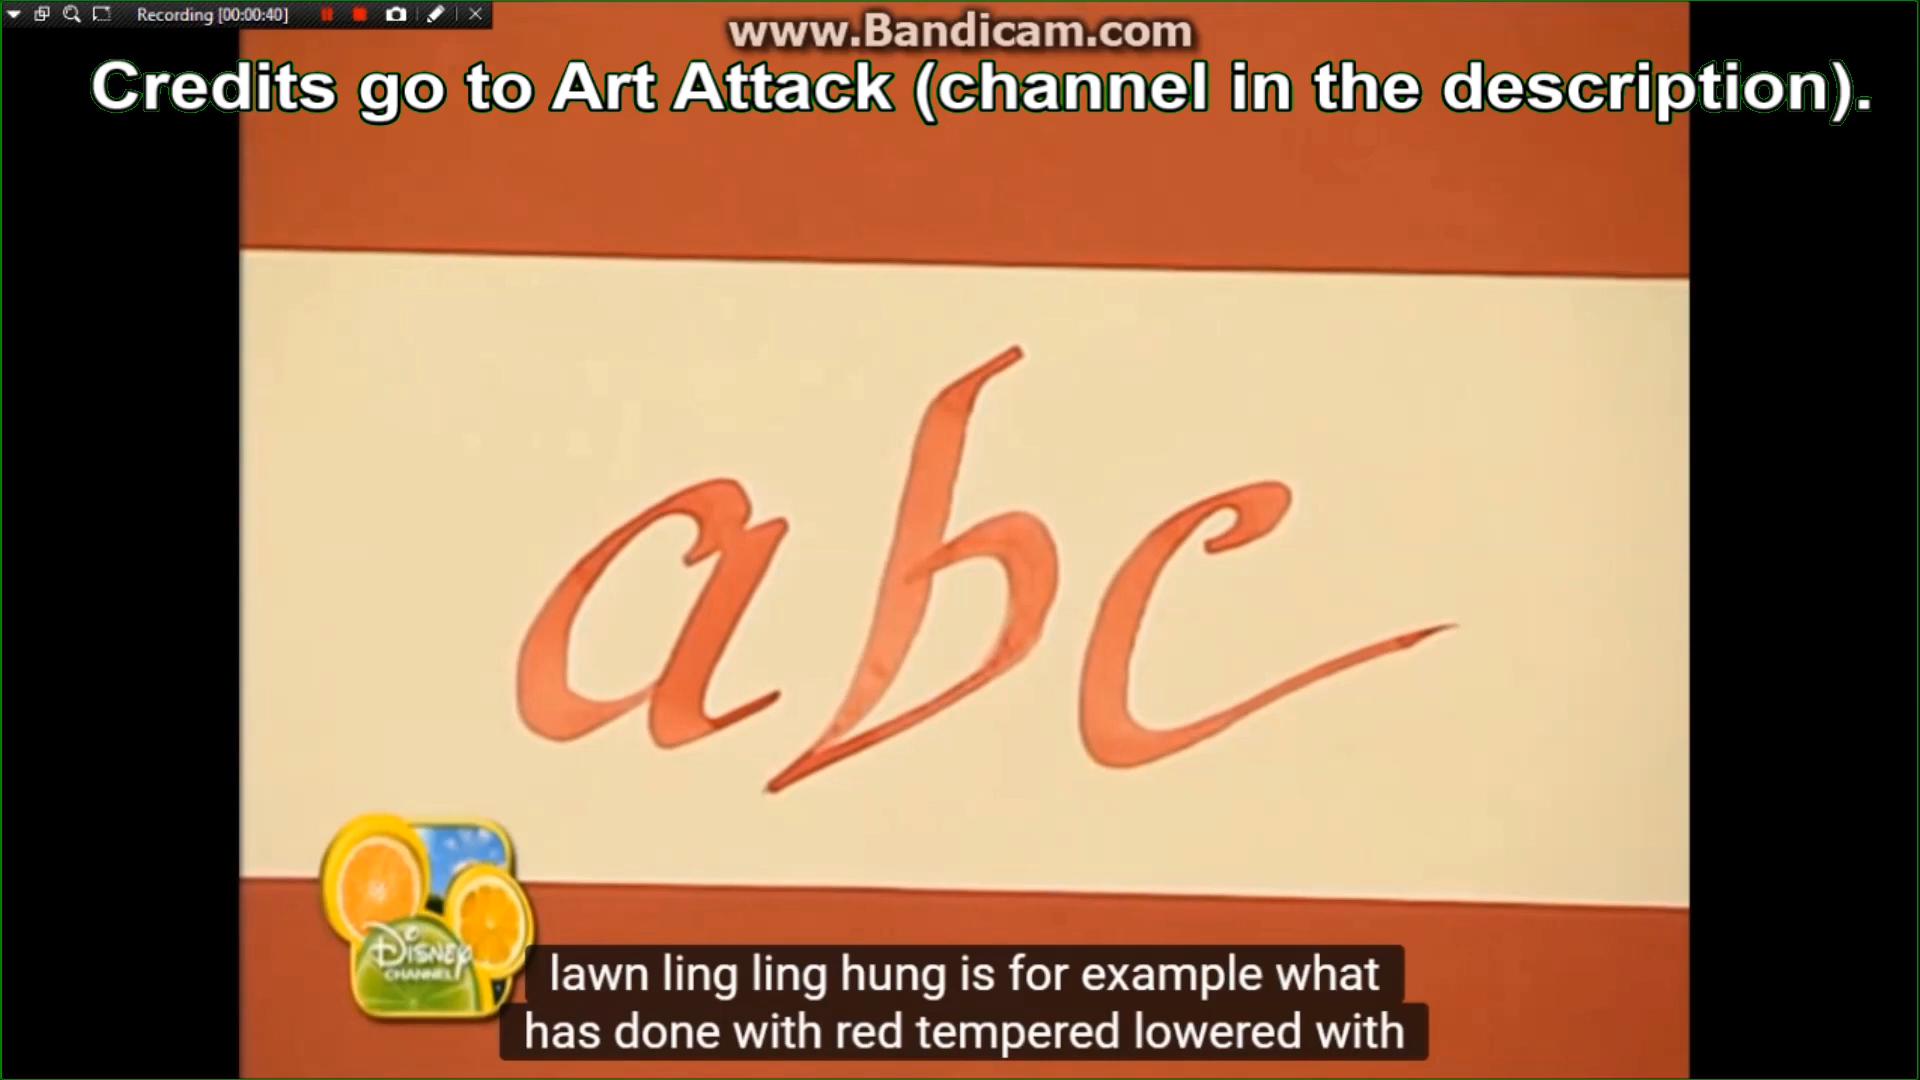 Recording [00:00:40]
www.Bandicam.com
Credits go to Art Attack (channel in the description).
abc
Disney
CHANNEL
lawn ling ling hung is for example what
has done with red tempered lowered with